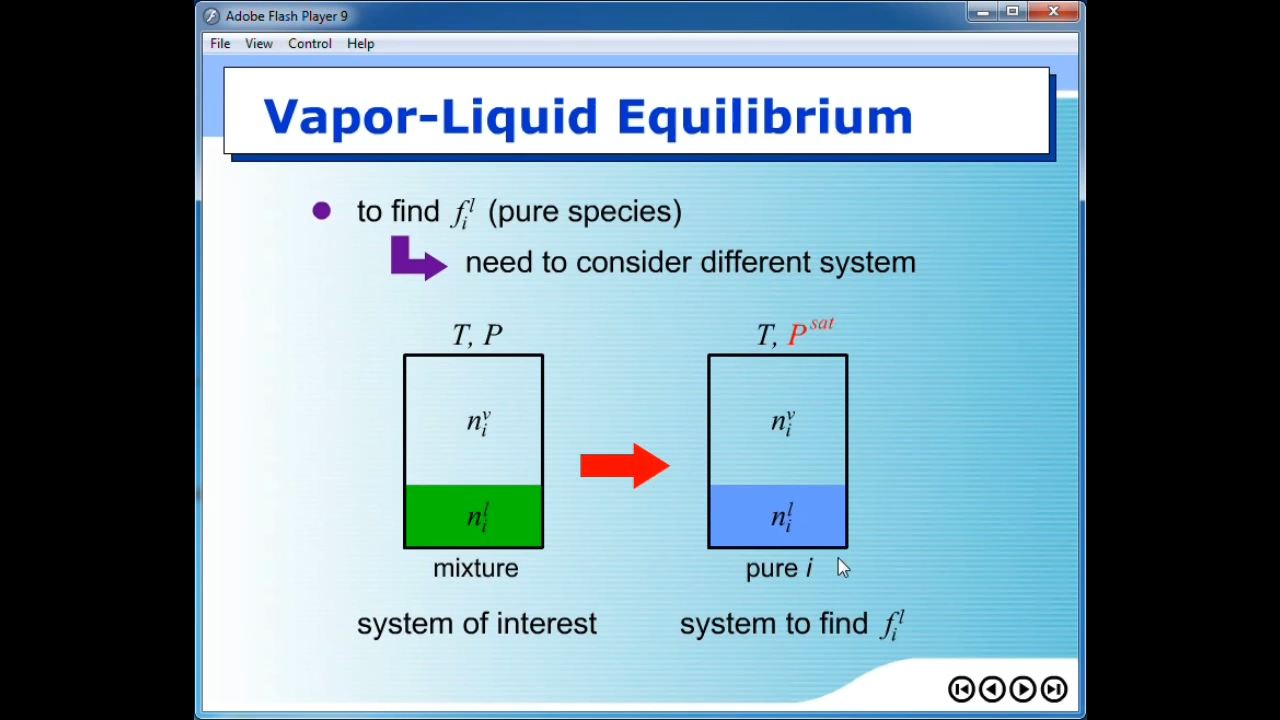 Adobe Flash Player 9
File View Control Help
Vapor-Liquid Equilibrium
to find f_i^l (pure species)
need to consider different system
T, P
T, P^sat
n_i^v
n_i^v
n_i^l
n_i^l
mixture
pure i
system of interest
system to find f_i^l